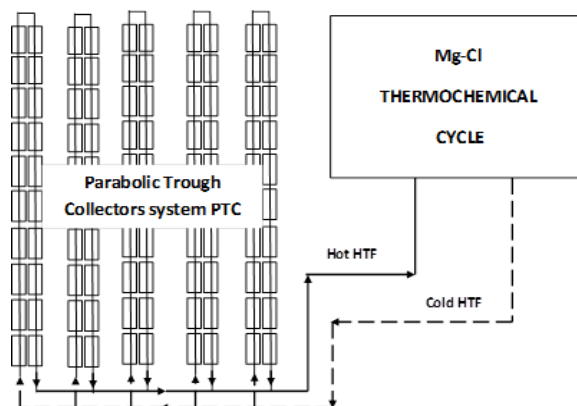 Mg-Cl
THERMOCHEMICAL
CYCLE
Parabolic Trough
Collectors system PTC
Hot HTF
Cold HTF